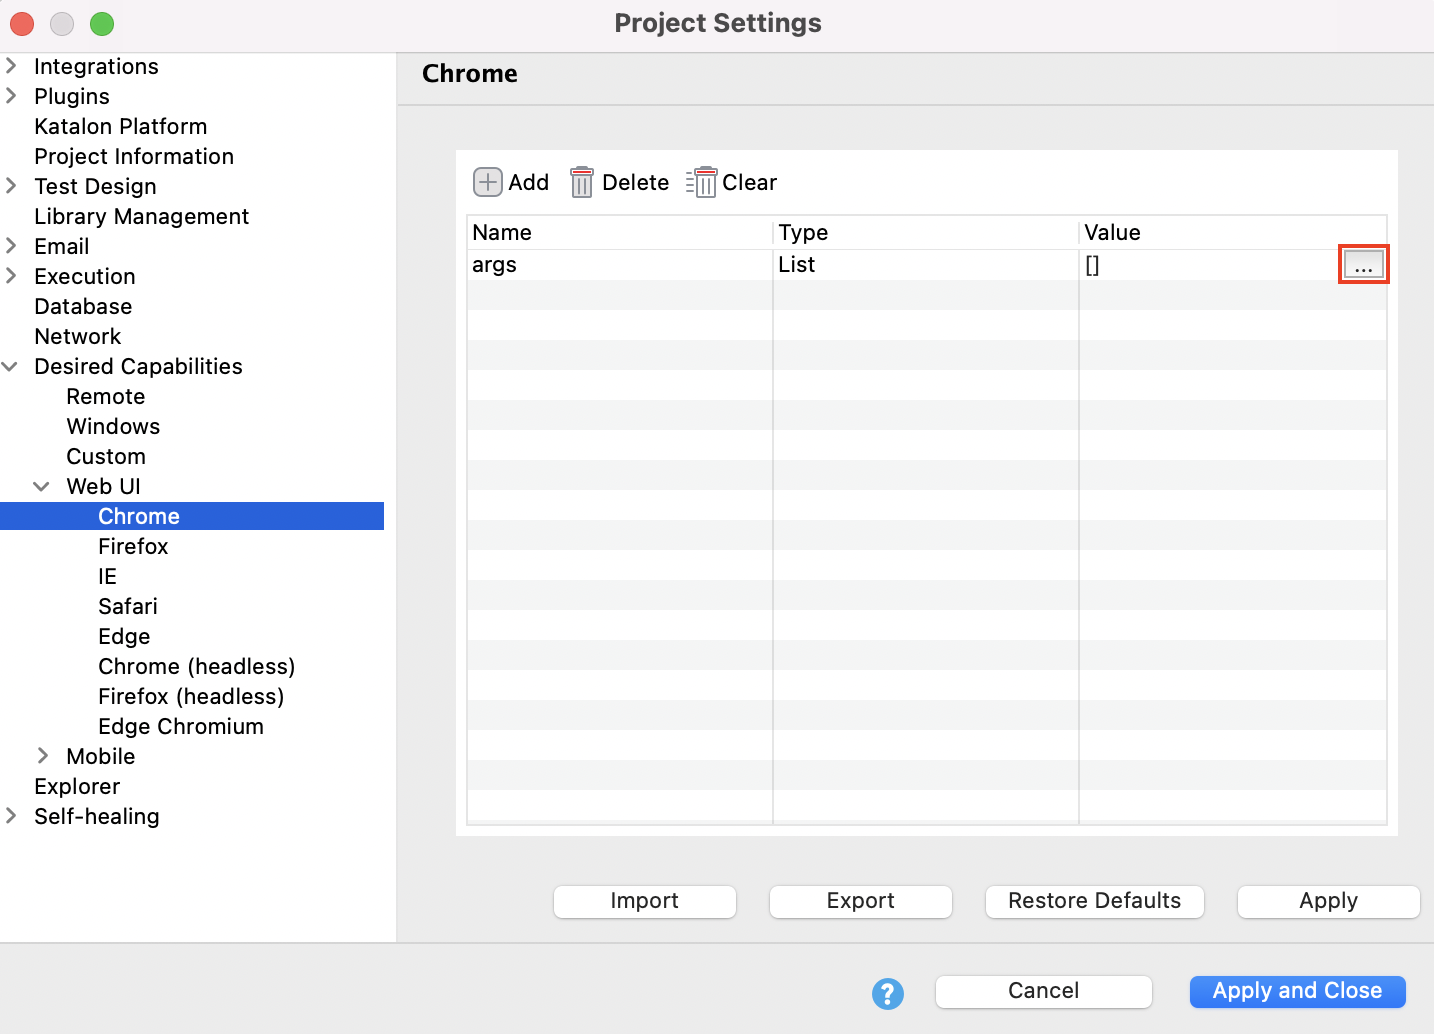 Project Settings
Integrations
Plugins
Katalon Platform
Project Information
Test Design
Library Management
Email
Execution
Database
Network
Desired Capabilities
Remote
Windows
Custom
Web UI
Chrome
Firefox
IE
Safari
Edge
Chrome (headless)
Firefox (headless)
Edge Chromium
Mobile
Explorer
Self-healing
Chrome
Add Delete Clear
Name Type Value
args List [] ...
Import Export Restore Defaults Apply
? Cancel Apply and Close